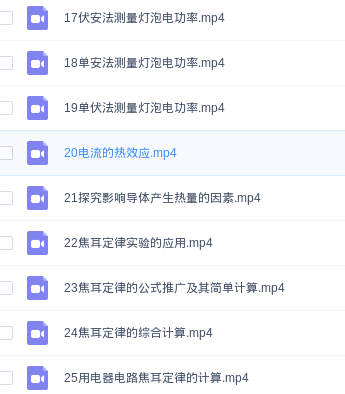 17伏安法测量灯泡电功率.mp4
18单安法测量灯泡电功率.mp4
19单伏法测量灯泡电功率.mp4
20电流的热效应.mp4
21探究影响导体产生热量的因素.mp4
22焦耳定律实验的应用.mp4
23焦耳定律的公式推广及其简单计算.mp4
24焦耳定律的综合计算.mp4
25用电器电路焦耳定律的计算.mp4